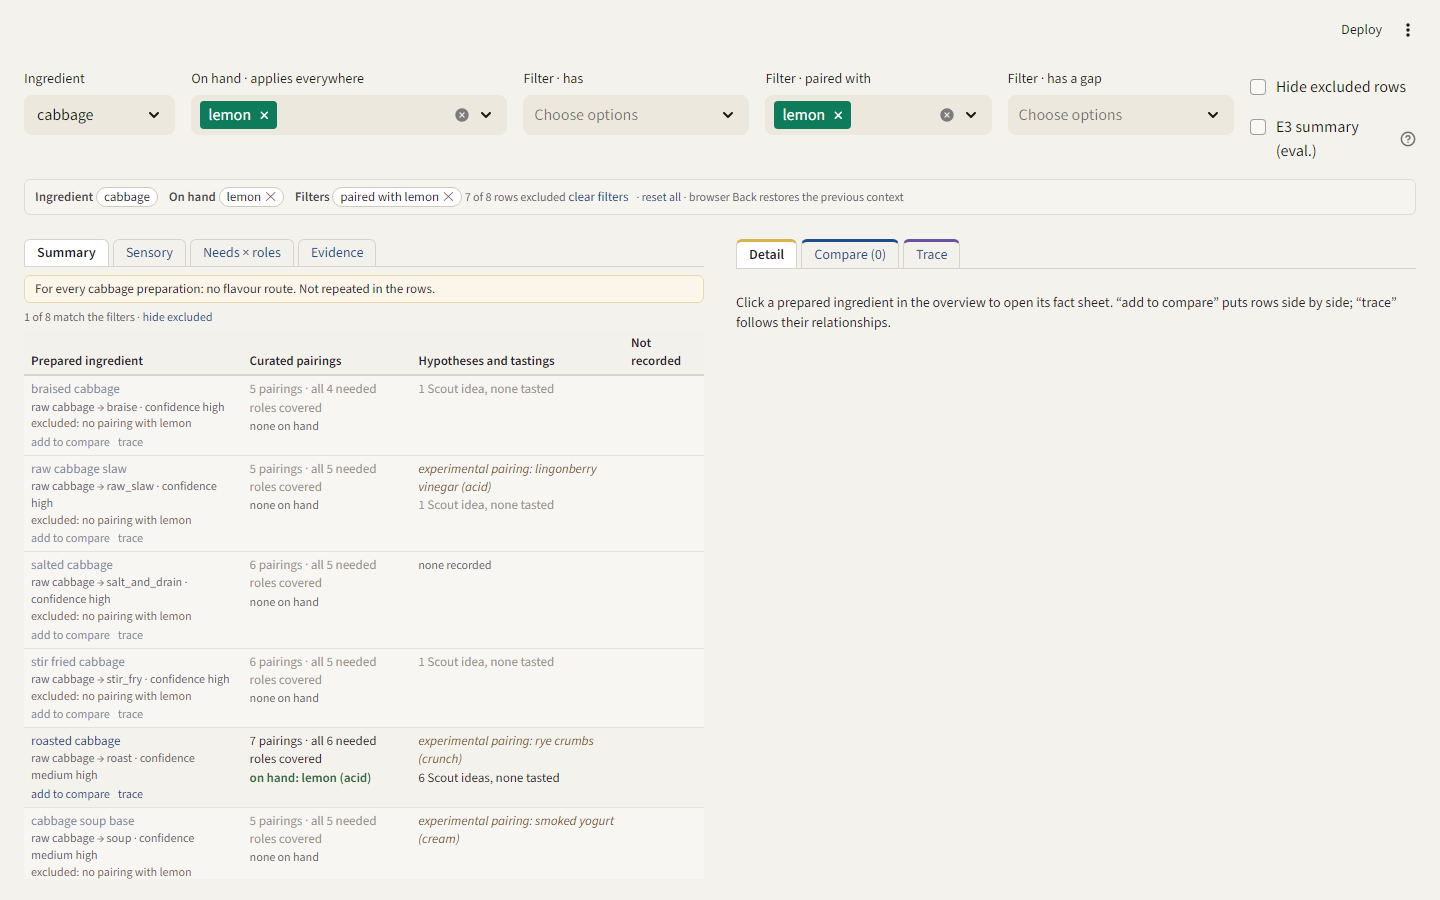 Deploy
Ingredient
On hand · applies everywhere
Filter · has
Filter · paired with
Filter · has a gap
cabbage
lemon
Choose options
lemon
Choose options
Hide excluded rows
E3 summary
(eval.)
Ingredient cabbage On hand lemon Filters paired with lemon 7 of 8 rows excluded clear filters · reset all · browser Back restores the previous context
Summary
Sensory
Needs × roles
Evidence
Detail
Compare (0)
Trace
For every cabbage preparation: no flavour route. Not repeated in the rows.
1 of 8 match the filters · hide excluded
Click a prepared ingredient in the overview to open its fact sheet. “add to compare” puts rows side by side; “trace”
follows their relationships.
Prepared ingredient
Curated pairings
Hypotheses and tastings
Not
recorded
braised cabbage
raw cabbage → braise · confidence high
excluded: no pairing with lemon
add to compare trace
5 pairings · all 4 needed
roles covered
none on hand
1 Scout idea, none tasted
raw cabbage slaw
raw cabbage → raw_slaw · confidence
high
excluded: no pairing with lemon
add to compare trace
5 pairings · all 5 needed
roles covered
none on hand
experimental pairing: lingonberry
vinegar (acid)
1 Scout idea, none tasted
salted cabbage
raw cabbage → salt_and_drain ·
confidence high
excluded: no pairing with lemon
add to compare trace
6 pairings · all 5 needed
roles covered
none on hand
none recorded
stir fried cabbage
raw cabbage → stir_fry · confidence high
excluded: no pairing with lemon
add to compare trace
6 pairings · all 5 needed
roles covered
none on hand
1 Scout idea, none tasted
roasted cabbage
raw cabbage → roast · confidence
medium high
add to compare trace
7 pairings · all 6 needed
roles covered
on hand: lemon (acid)
experimental pairing: rye crumbs
(crunch)
6 Scout ideas, none tasted
cabbage soup base
raw cabbage → soup · confidence
medium high
excluded: no pairing with lemon
5 pairings · all 5 needed
roles covered
none on hand
experimental pairing: smoked yogurt
(cream)